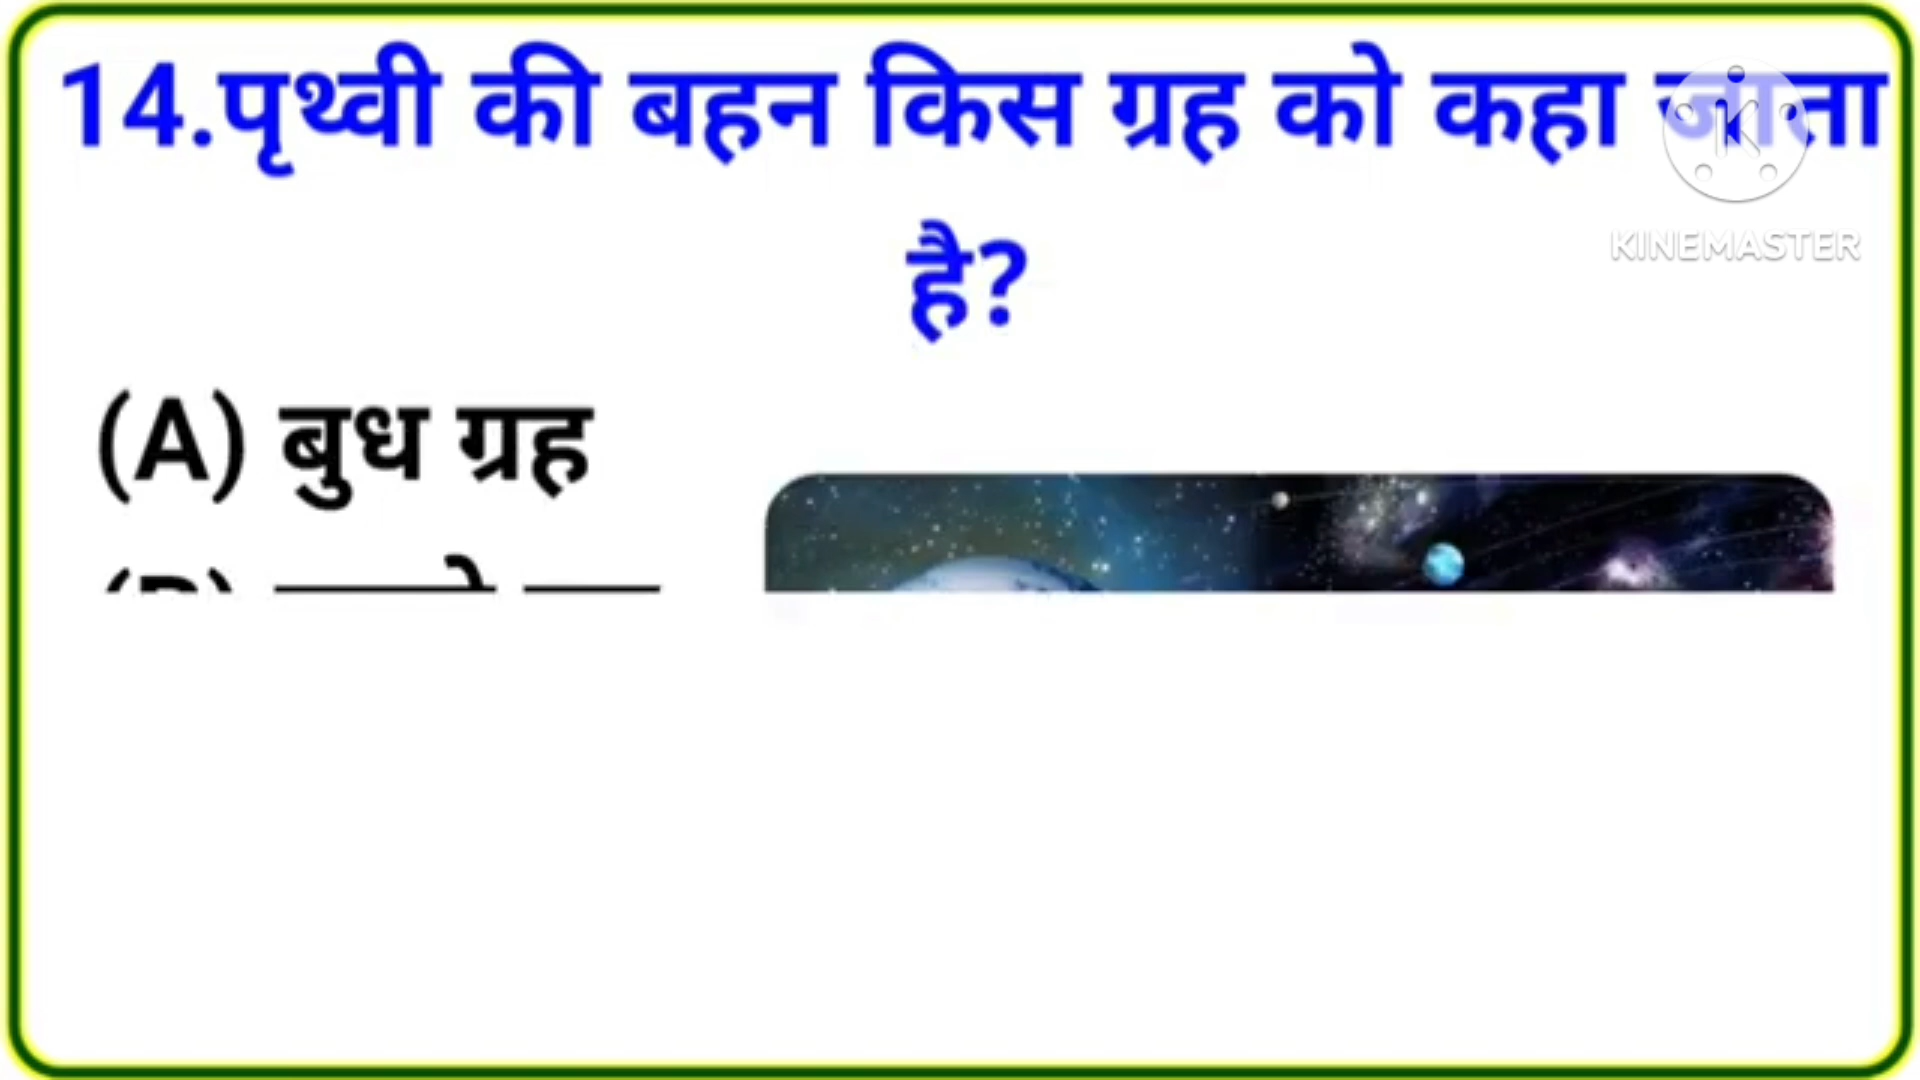 14.पृथ्वी की बहन किस ग्रह को कहा जाता
है?
KINEMASTER
(A) बुध ग्रह